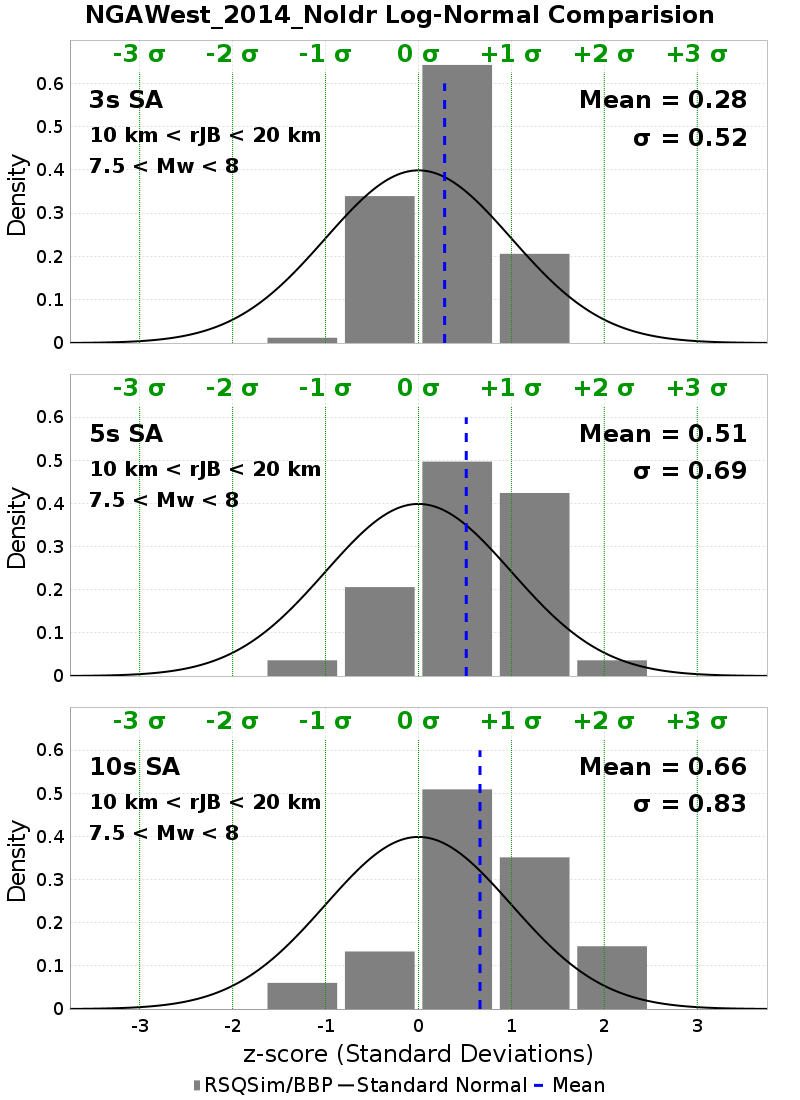 NGAWest_2014_NoIdr Log-Normal Comparision
-3 σ -2 σ -1 σ 0 σ +1 σ +2 σ +3 σ
3s SA
10 km < rJB < 20 km
7.5 < Mw < 8
Mean = 0.28
σ = 0.52
Density
0.6
0.5
0.4
0.3
0.2
0.1
0
-3 σ -2 σ -1 σ 0 σ +1 σ +2 σ +3 σ
5s SA
10 km < rJB < 20 km
7.5 < Mw < 8
Mean = 0.51
σ = 0.69
Density
0.6
0.5
0.4
0.3
0.2
0.1
0
-3 σ -2 σ -1 σ 0 σ +1 σ +2 σ +3 σ
10s SA
10 km < rJB < 20 km
7.5 < Mw < 8
Mean = 0.66
σ = 0.83
Density
0.6
0.5
0.4
0.3
0.2
0.1
0
-3 -2 -1 0 1 2 3
z-score (Standard Deviations)
RSQSim/BBP Standard Normal Mean